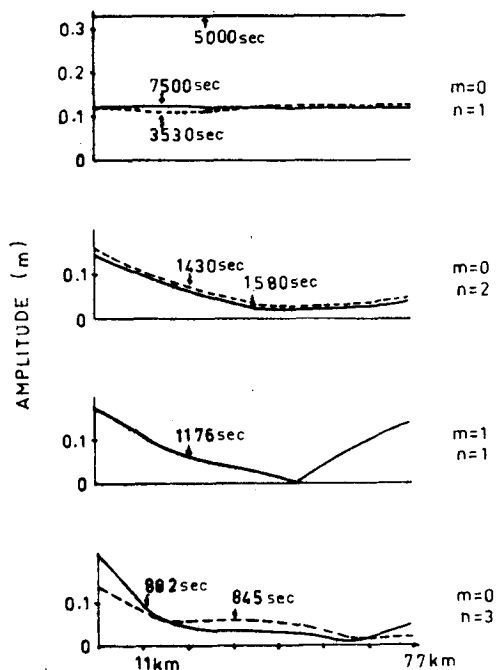 0.3
5000sec
0.2
7500sec
m=0
0.1
n=1
3530sec
0
0.1
1430sec
1580sec
m=0
n=2
0
AMPLITUDE (m)
0.1
1176sec
m=1
n=1
0
882sec
845sec
m=0
0.1
n=3
0
11km
77km